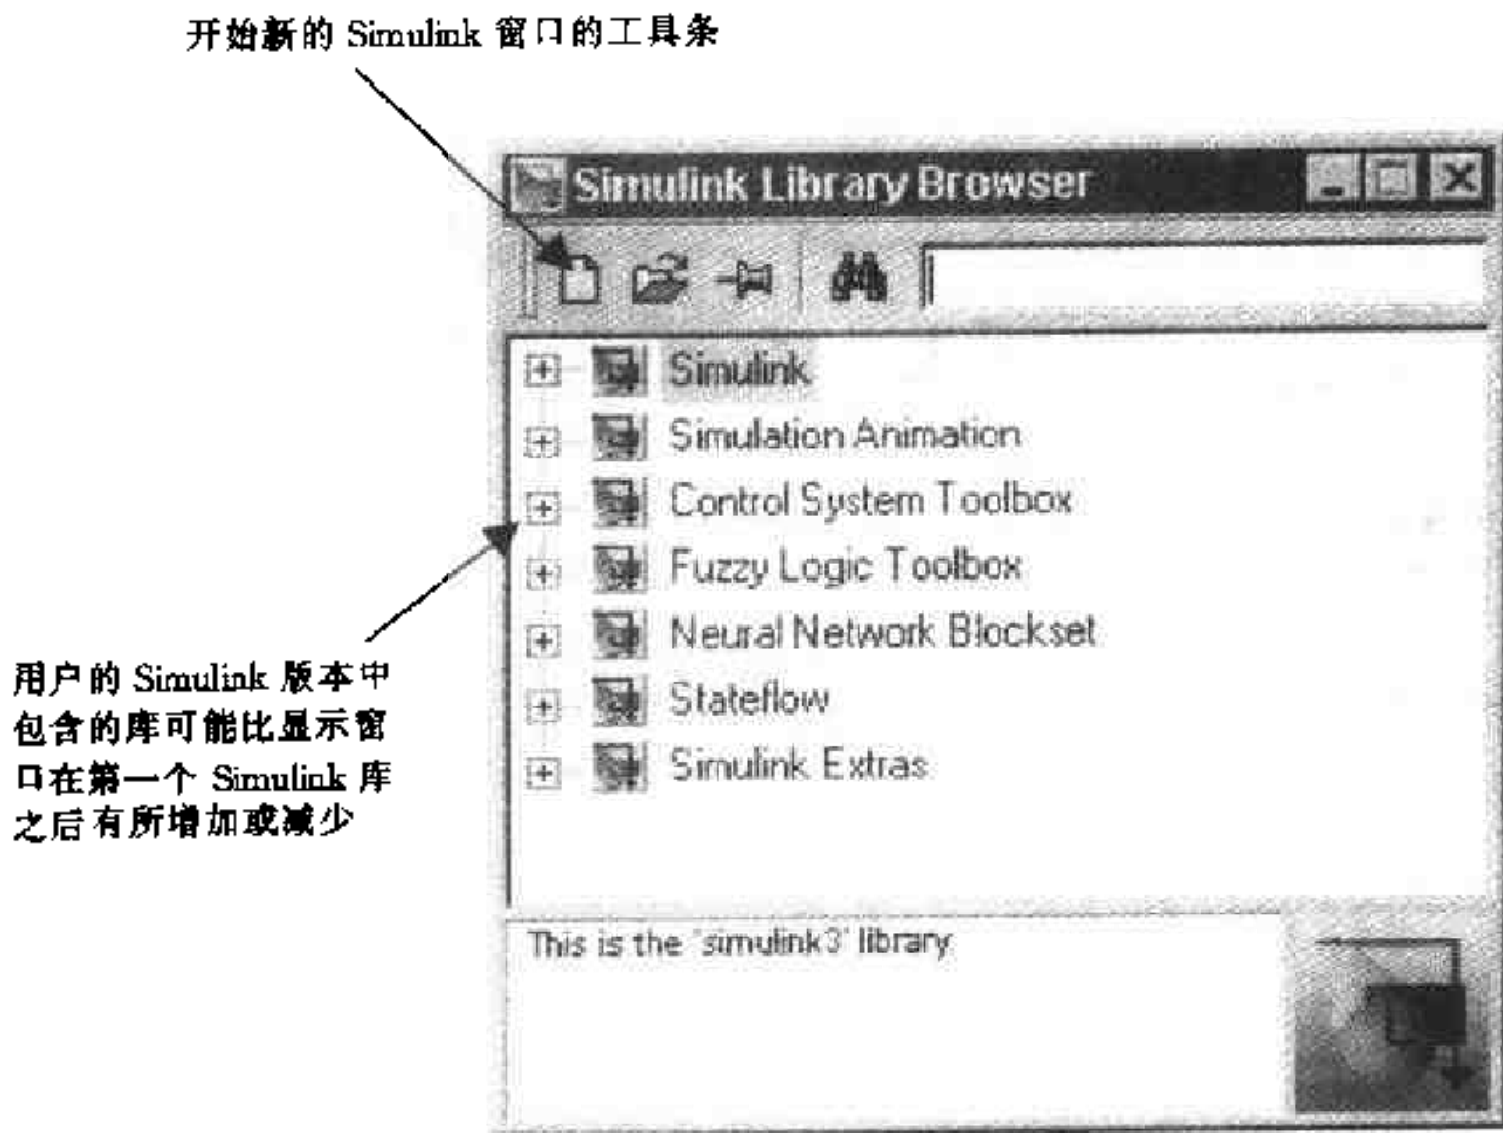 开始新的 Simulink 窗口的工具条
Simulink Library Browser
Simulink
Simulation Animation
Control System Toolbox
Fuzzy Logic Toolbox
Neural Network Blockset
Stateflow
Simulink Extras
用户的 Simulink 版本中
包含的库可能比显示窗
口在第一个 Simulink 库
之后有所增加或减少
This is the 'simulink3' library